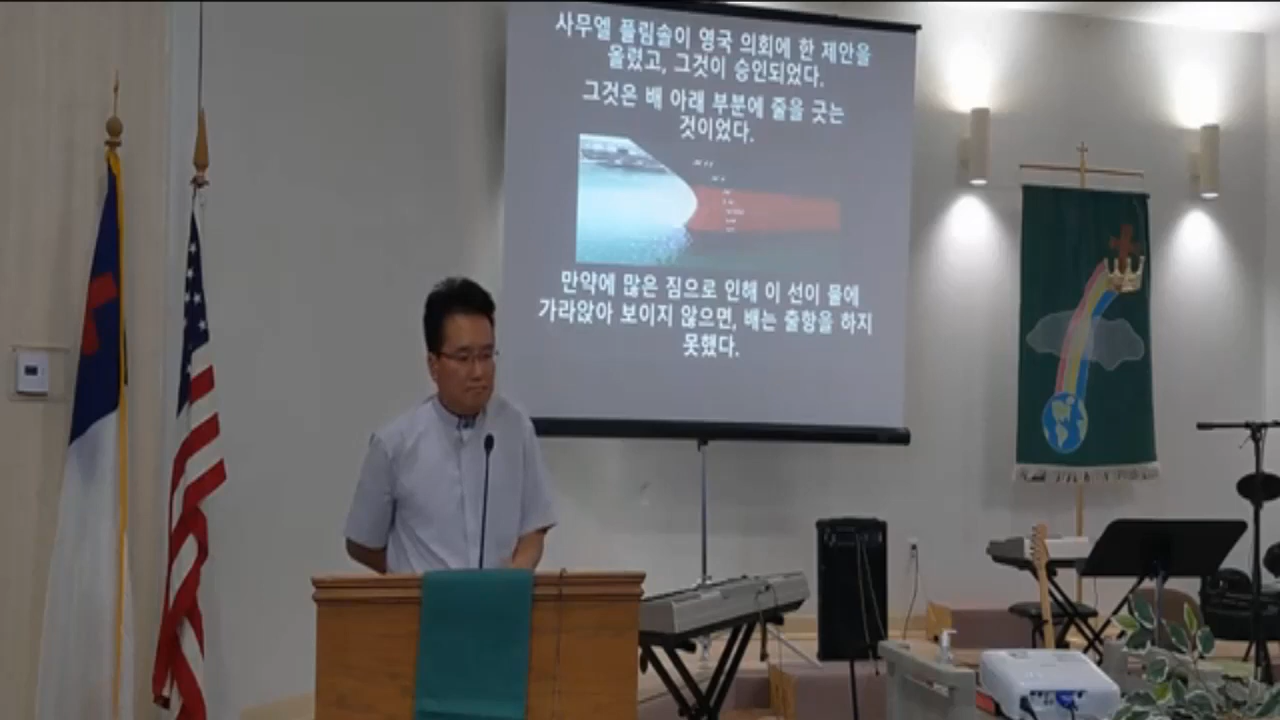 사무엘 플림솔이 영국 의회에 한 제안을
올렸고, 그것이 승인되었다.
그것은 배 아래 부분에 줄을 긋는
것이었다.
만약에 많은 짐으로 인해 이 선이 물에
가라앉아 보이지 않으면, 배는 출항을 하지
못했다.